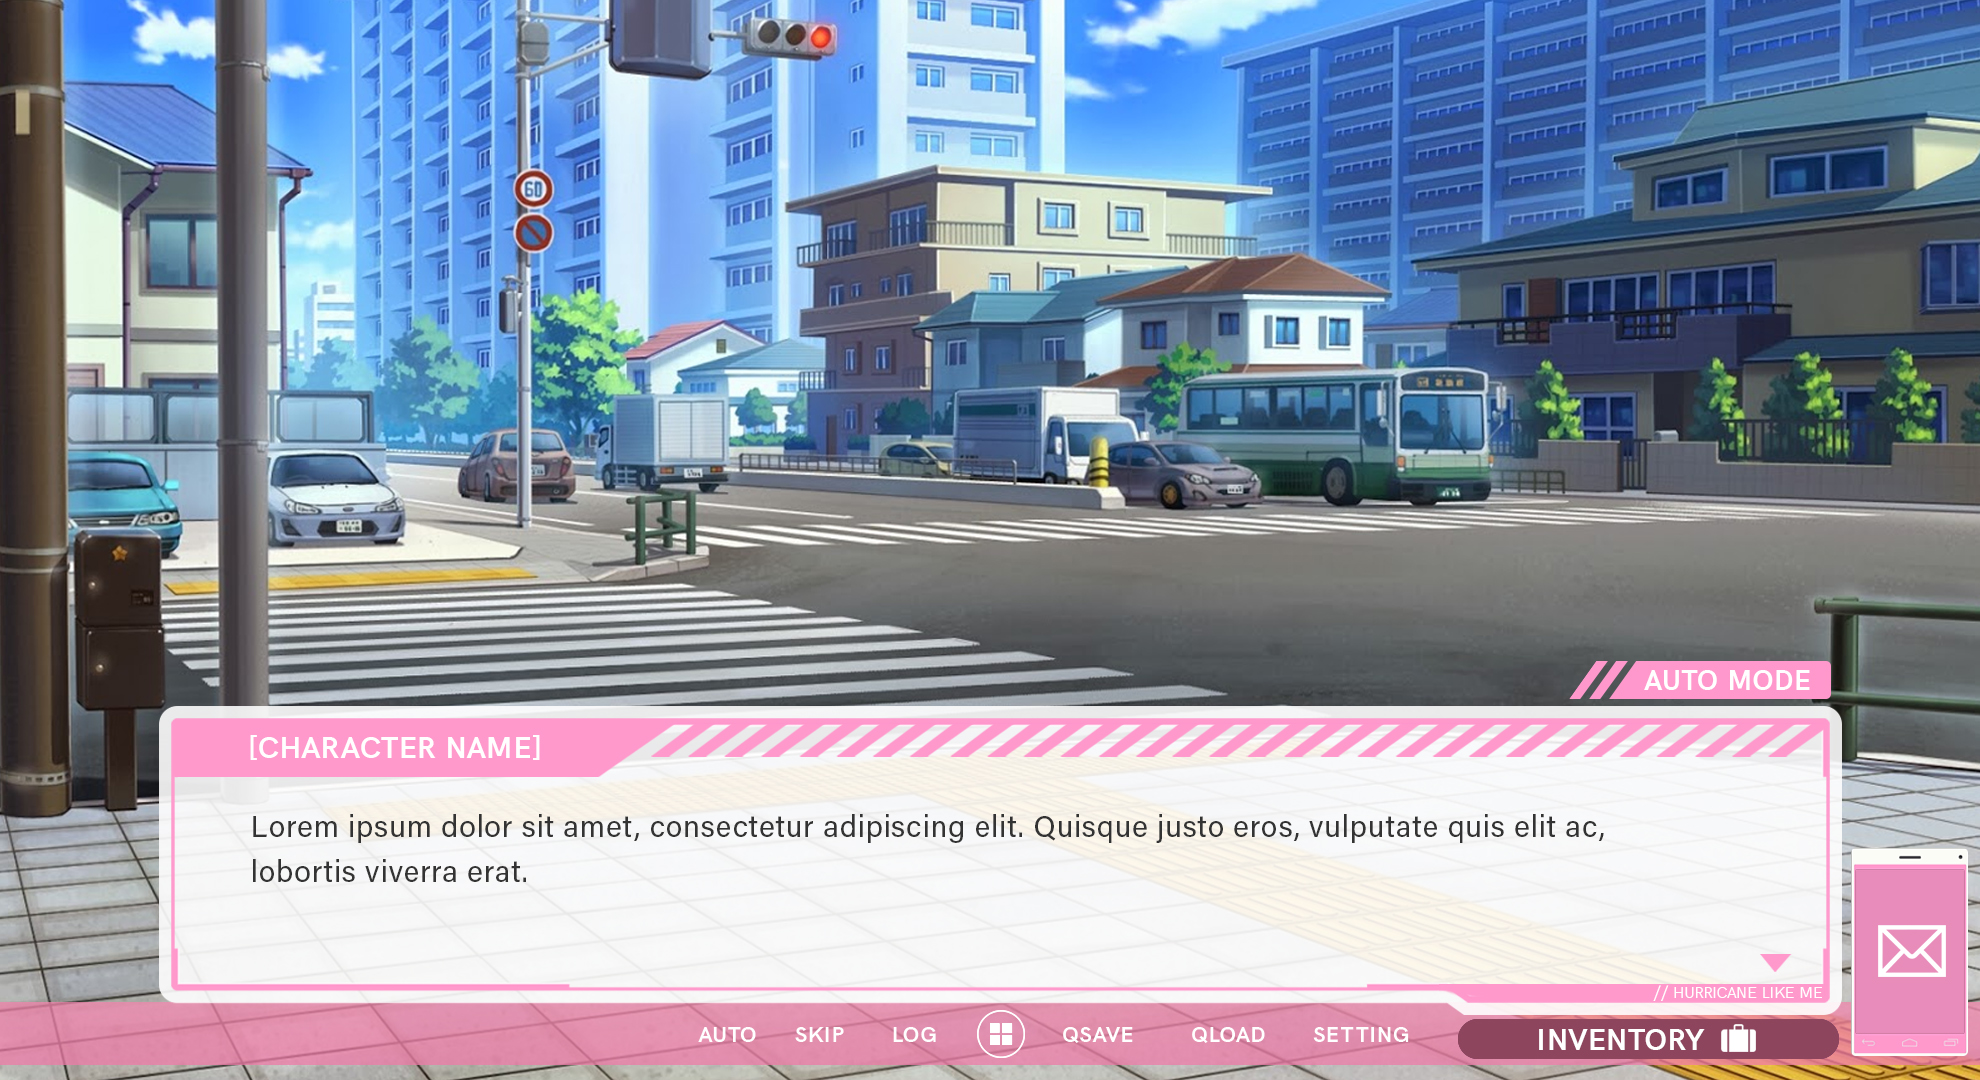 60
AUTO MODE
[CHARACTER NAME]
Lorem ipsum dolor sit amet, consectetur adipiscing elit. Quisque justo eros, vulputate quis elit ac,
lobortis viverra erat.
// HURRICANE LIKE ME
AUTO SKIP LOG QSAVE QLOAD SETTING INVENTORY